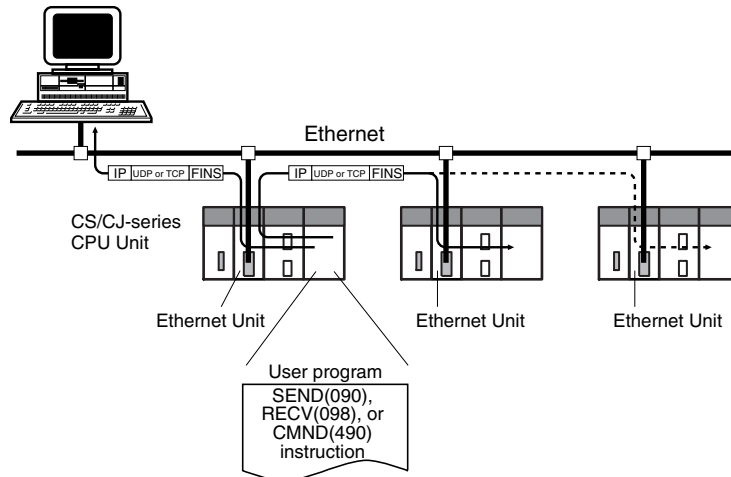 Ethernet
IP UDP or TCP FINS
IP UDP or TCP FINS
CS/CJ-series
CPU Unit
Ethernet Unit
Ethernet Unit
Ethernet Unit
User program
SEND(090),
RECV(098), or
CMND(490)
instruction